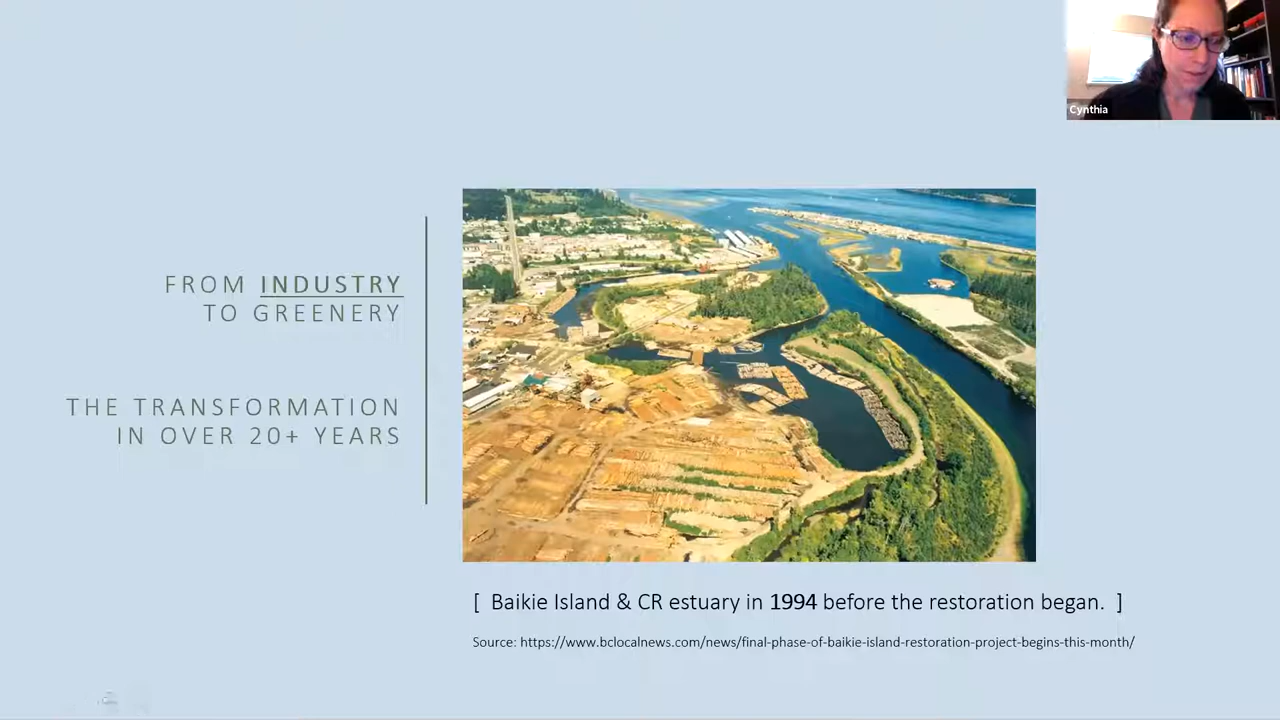 Cynthia
FROM INDUSTRY
TO GREENERY
THE TRANSFORMATION
IN OVER 20+ YEARS
[ Baikie Island & CR estuary in 1994 before the restoration began. ]
Source: https://www.bclocalnews.com/news/final-phase-of-baikie-island-restoration-project-begins-this-month/